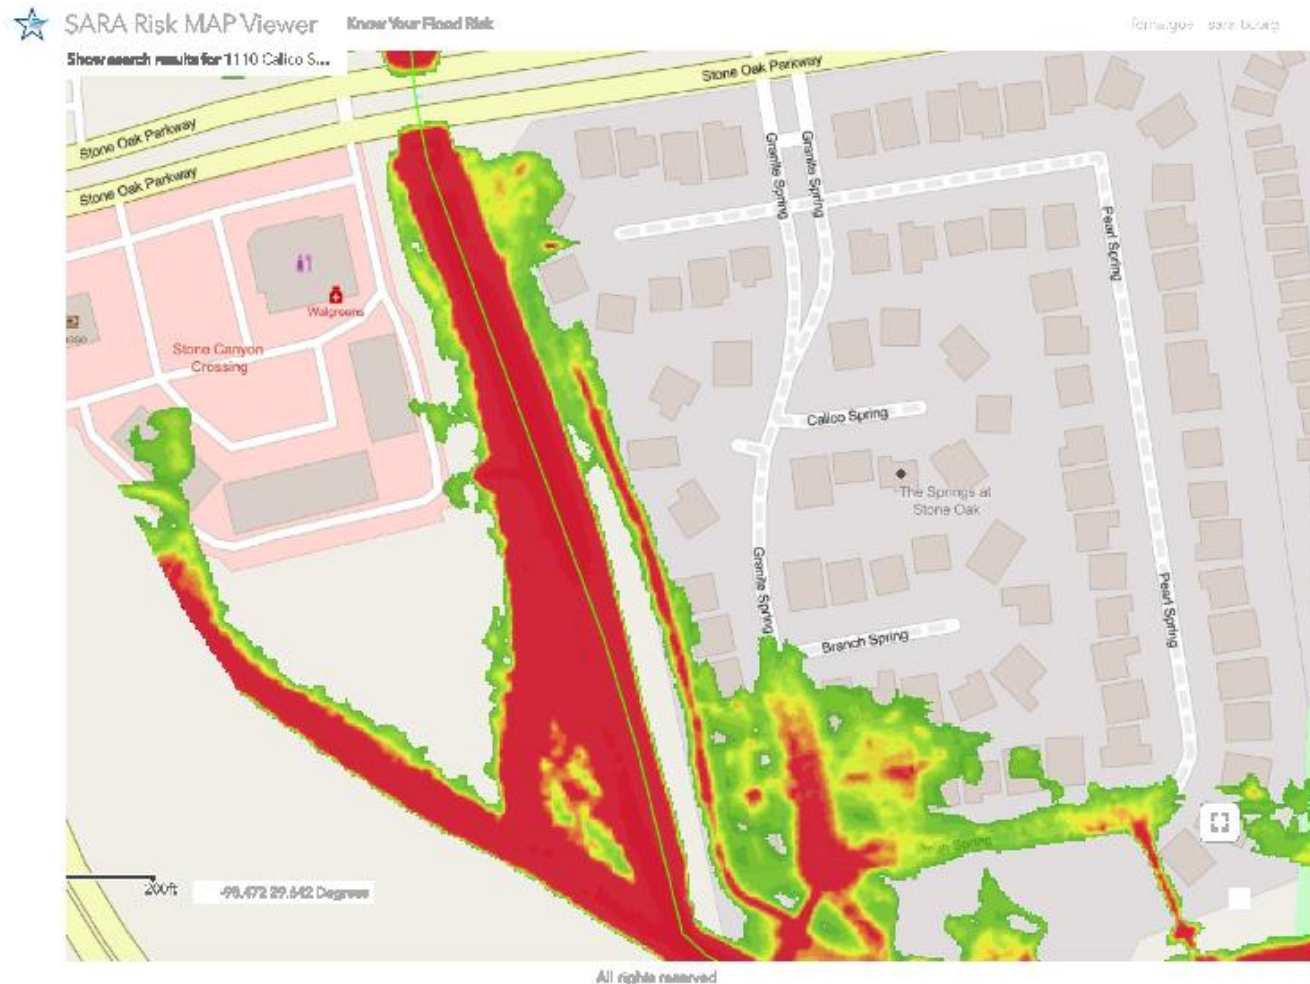 SARA Risk MAP Viewer
Know Your Flood Risk
Show search results for 1110 Calico S...
Stone Oak Parkway
Stone Oak Parkway
Stone Oak Parkway
Granite Spring
Granite Spring
Pearl Spring
Walgreens
Stone Canyon
Crossing
Calico Spring
The Springs at
Stone Oak
Granite Spring
Pearl Spring
Branch Spring
Spring
200ft
-98.472 29.642 Degrees
All rights reserved